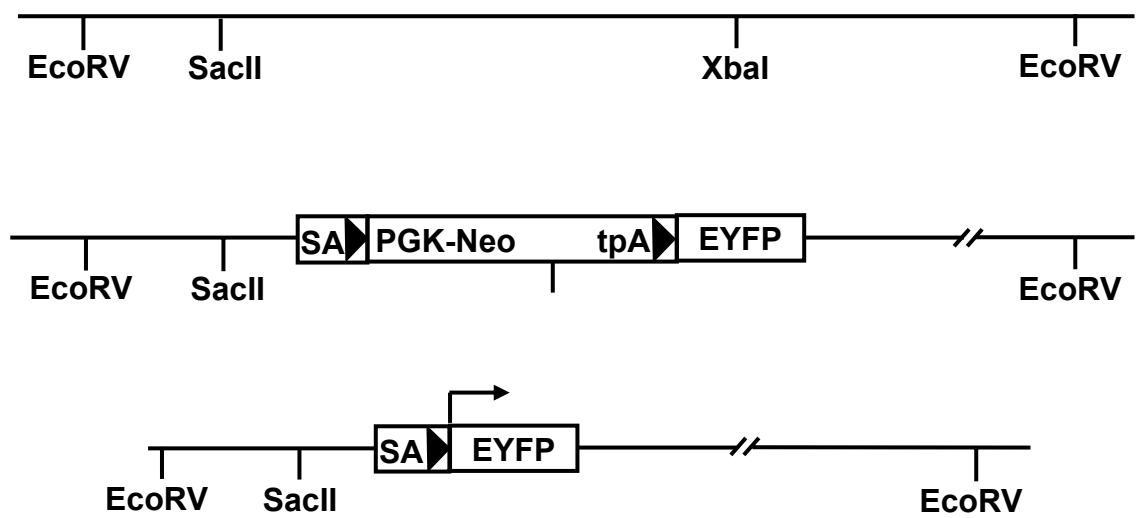 EcoRV SacII XbaI EcoRV
SA PGK-Neo tpA EYFP
EcoRV SacII EcoRV
SA EYFP
EcoRV SacII EcoRV